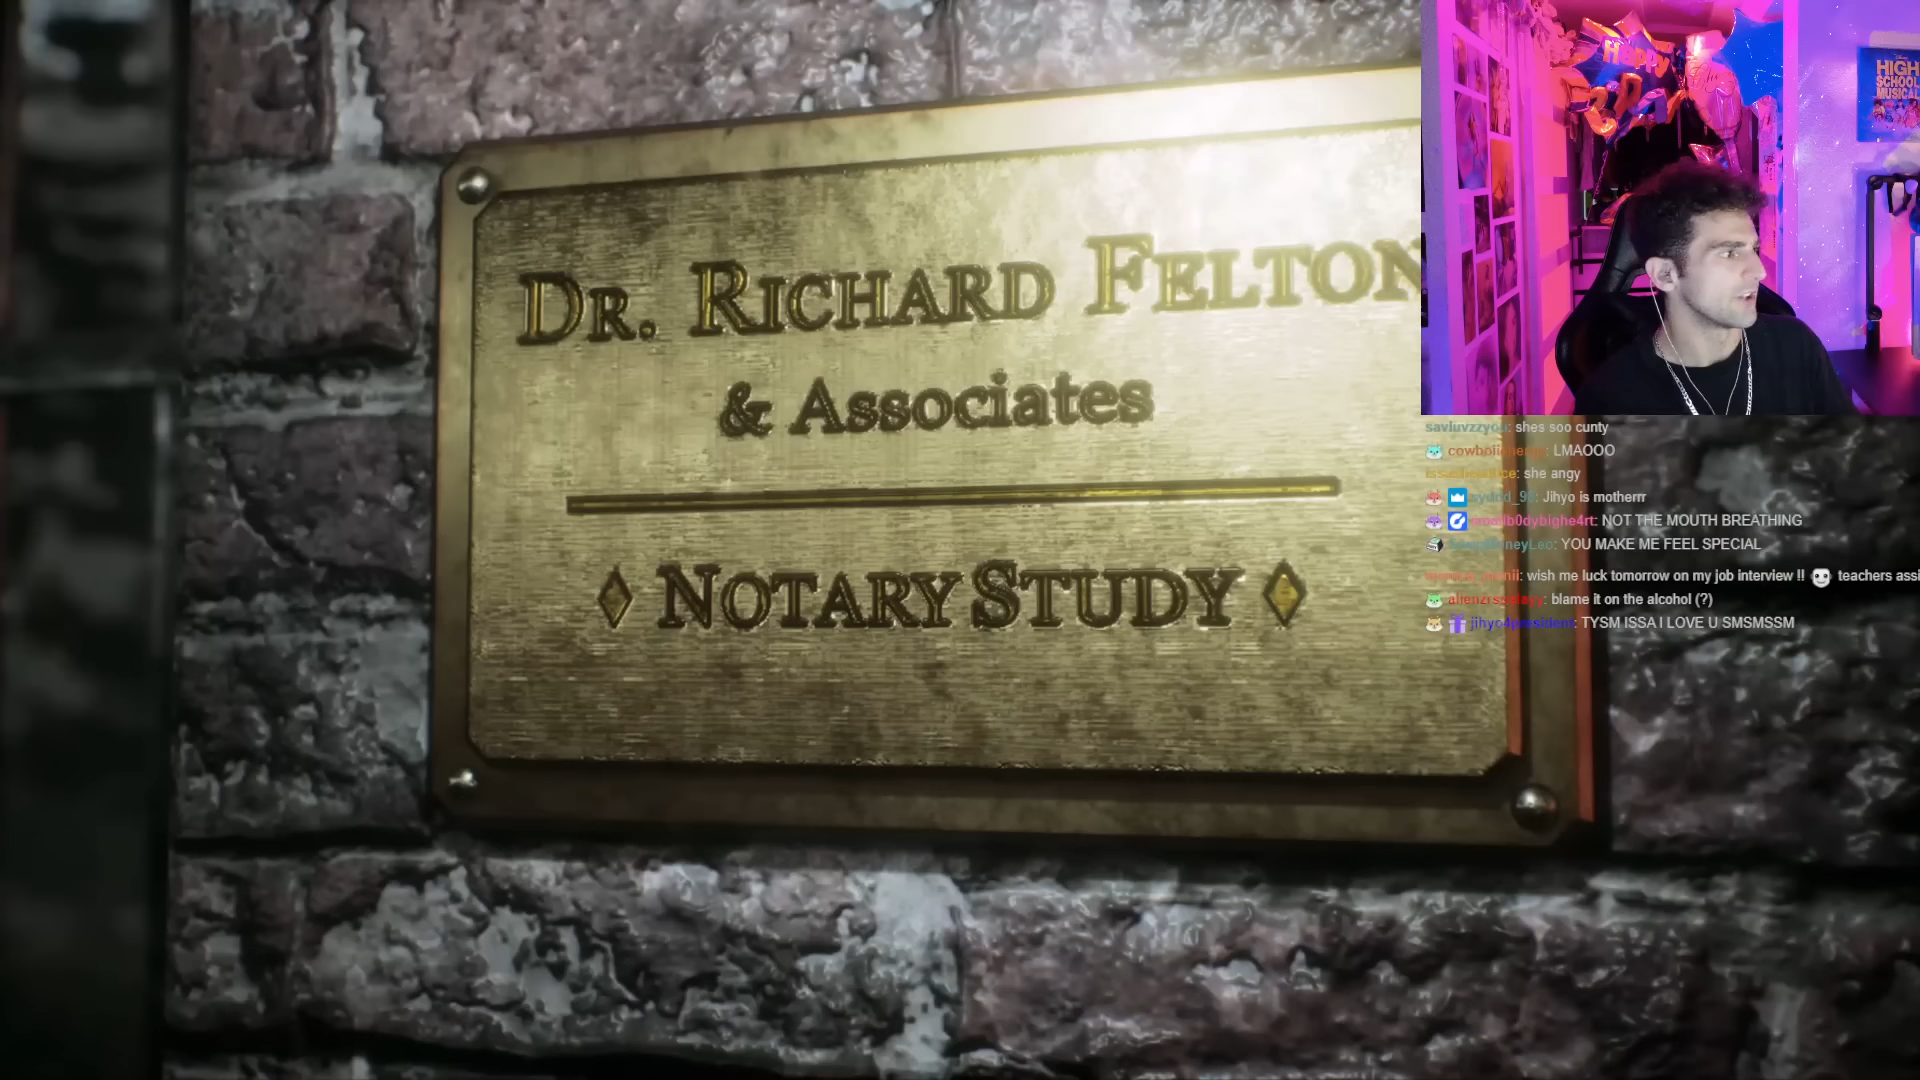 DR. RICHARD FELTON
& Associates
NOTARY STUDY
Happy
HIGH
SCHOOL
MUSICAL
shes soo cunty
LMAOOO
she angy
Jihyo is motherrr
NOT THE MOUTH BREATHING
YOU MAKE ME FEEL SPECIAL
wish me luck tomorrow on my job interview !! teachers assi
blame it on the alcohol (?)
TYSM ISSA I LOVE U SMSMSSM